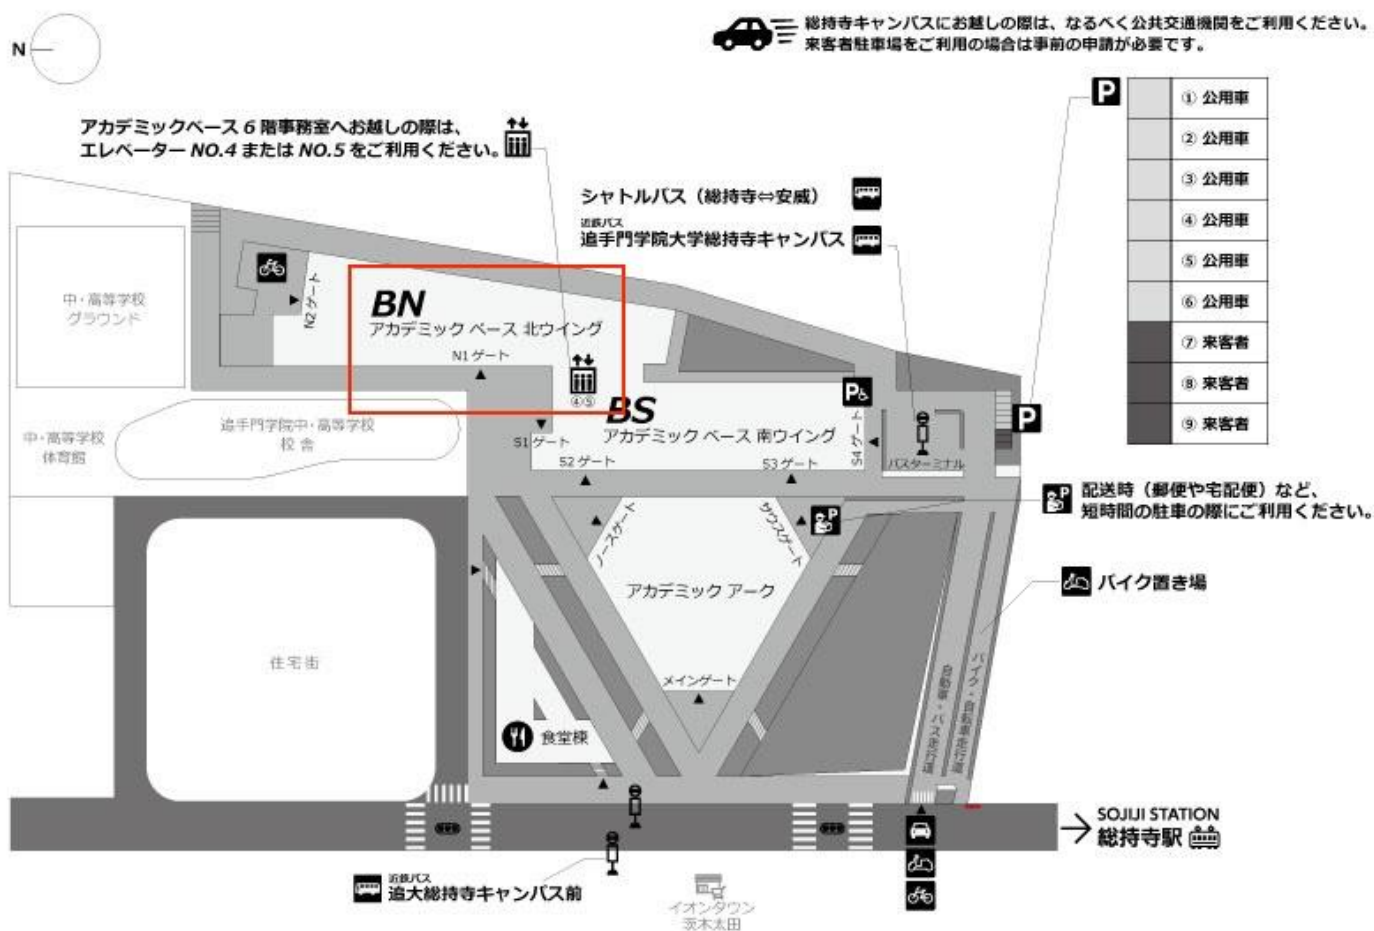 総持寺キャンパスにお越しの際は、なるべく公共交通機関をご利用ください。
来客者駐車場をご利用の場合は事前の申請が必要です。
N
P
① 公用車
② 公用車
③ 公用車
④ 公用車
⑤ 公用車
⑥ 公用車
⑦ 来客者
⑧ 来客者
⑨ 来客者
アカデミックベース 6 階事務室へお越しの際は、
エレベーター NO.4 または NO.5 をご利用ください。
シャトルバス（総持寺⇔安威）
近鉄バス
追手門学院大学総持寺キャンパス
中・高等学校
グラウンド
N2 ゲート
BN
アカデミック ベース 北ウイング
N1 ゲート
④⑤
P
P
BS
アカデミック ベース 南ウイング
S1 ゲート
S2 ゲート
S3 ゲート
S4 ゲート
バスターミナル
追手門学院中・高等学校
校 舎
中・高等学校
体育館
P
配送時（郵便や宅配便）など、
短時間の駐車の際にご利用ください。
P
ノースゲート
サウスゲート
アカデミック アーク
バイク置き場
住宅街
メインゲート
食堂棟
自動車・バス走行道
バイク・自転車走行道
SOJIJI STATION
総持寺駅
近鉄バス
追大総持寺キャンパス前
イオンタウン
茨木太田